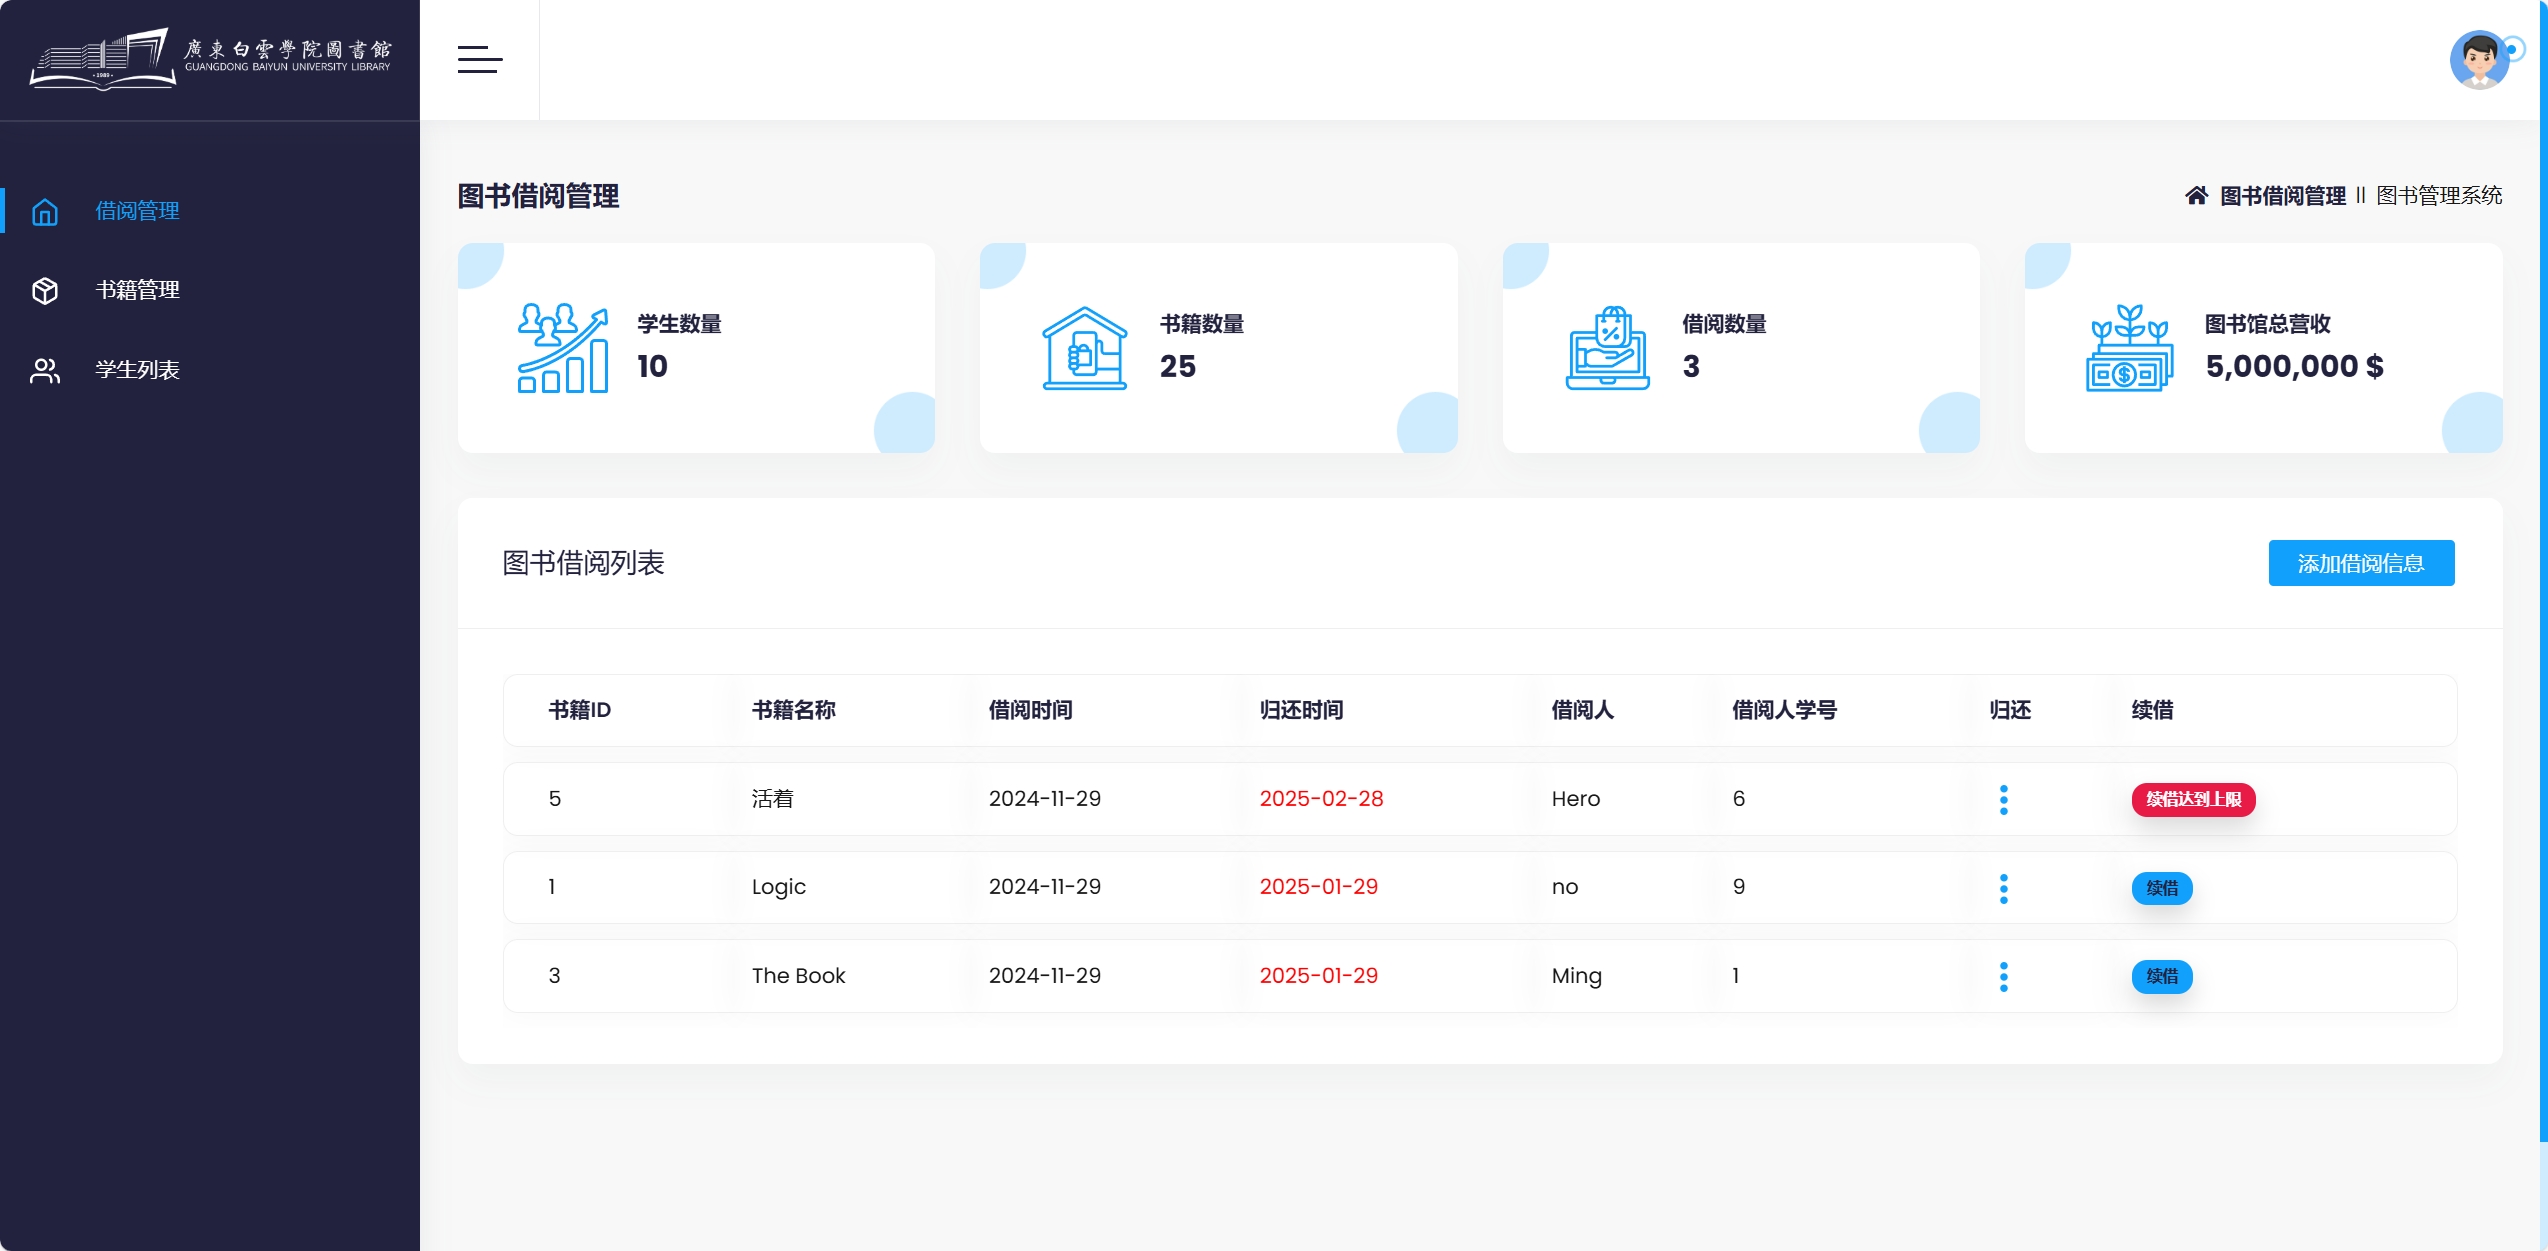 廣東白雲學院圖書館
GUANGDONG BAIYUN UNIVERSITY LIBRARY
·1989·
借阅管理
书籍管理
学生列表
图书借阅管理
图书借阅管理 || 图书管理系统
学生数量
10
书籍数量
25
借阅数量
3
图书馆总营收
5,000,000 $
图书借阅列表
添加借阅信息
书籍ID 书籍名称 借阅时间 归还时间 借阅人 借阅人学号 归还 续借
5 活着 2024-11-29 2025-02-28 Hero 6 续借达到上限
1 Logic 2024-11-29 2025-01-29 no 9 续借
3 The Book 2024-11-29 2025-01-29 Ming 1 续借